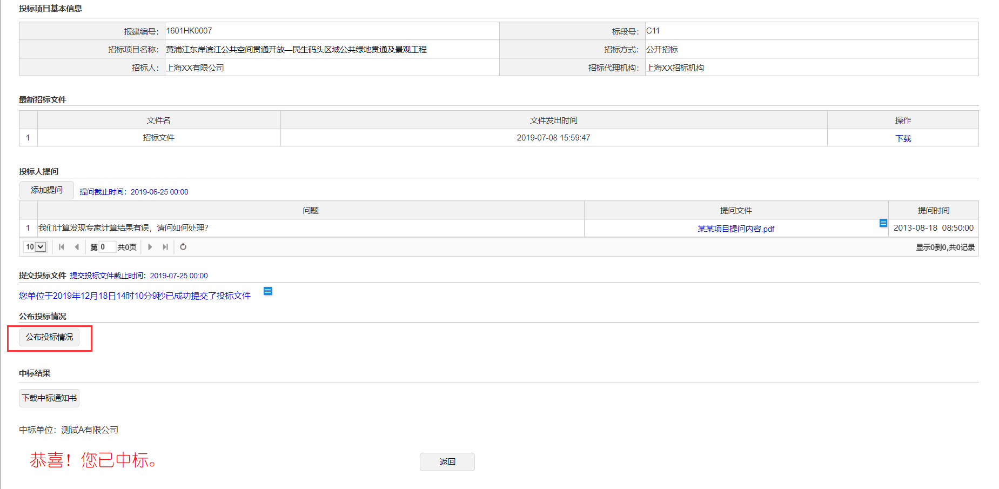 投标项目基本信息
报建编号： 1601HK0007 标段号： C11
招标项目名称： 黄浦江东岸滨江公共空间贯通开放—民生码头区域公共绿地贯通及景观工程 招标方式： 公开招标
招标人： 上海XX有限公司 招标代理机构： 上海XX招标机构
最新招标文件
文件名 文件发出时间 操作
1 招标文件 2019-07-08 15:59:47 下载
投标人提问
添加提问 提问截止时间：2019-06-25 00:00
问题 提问文件 提问时间
1 我们计算发现专家计算结果有误，请问如何处理？ 某某项目提问内容.pdf 2013-08-18 08:50:00
10 第 0 共0页 显示0到0,共0记录
提交投标文件 提交投标文件截止时间：2019-07-25 00:00
您单位于2019年12月18日14时10分9秒已成功提交了投标文件
公布投标情况
公布投标情况
中标结果
下载中标通知书
中标单位：测试A有限公司
恭喜！您已中标。
返回